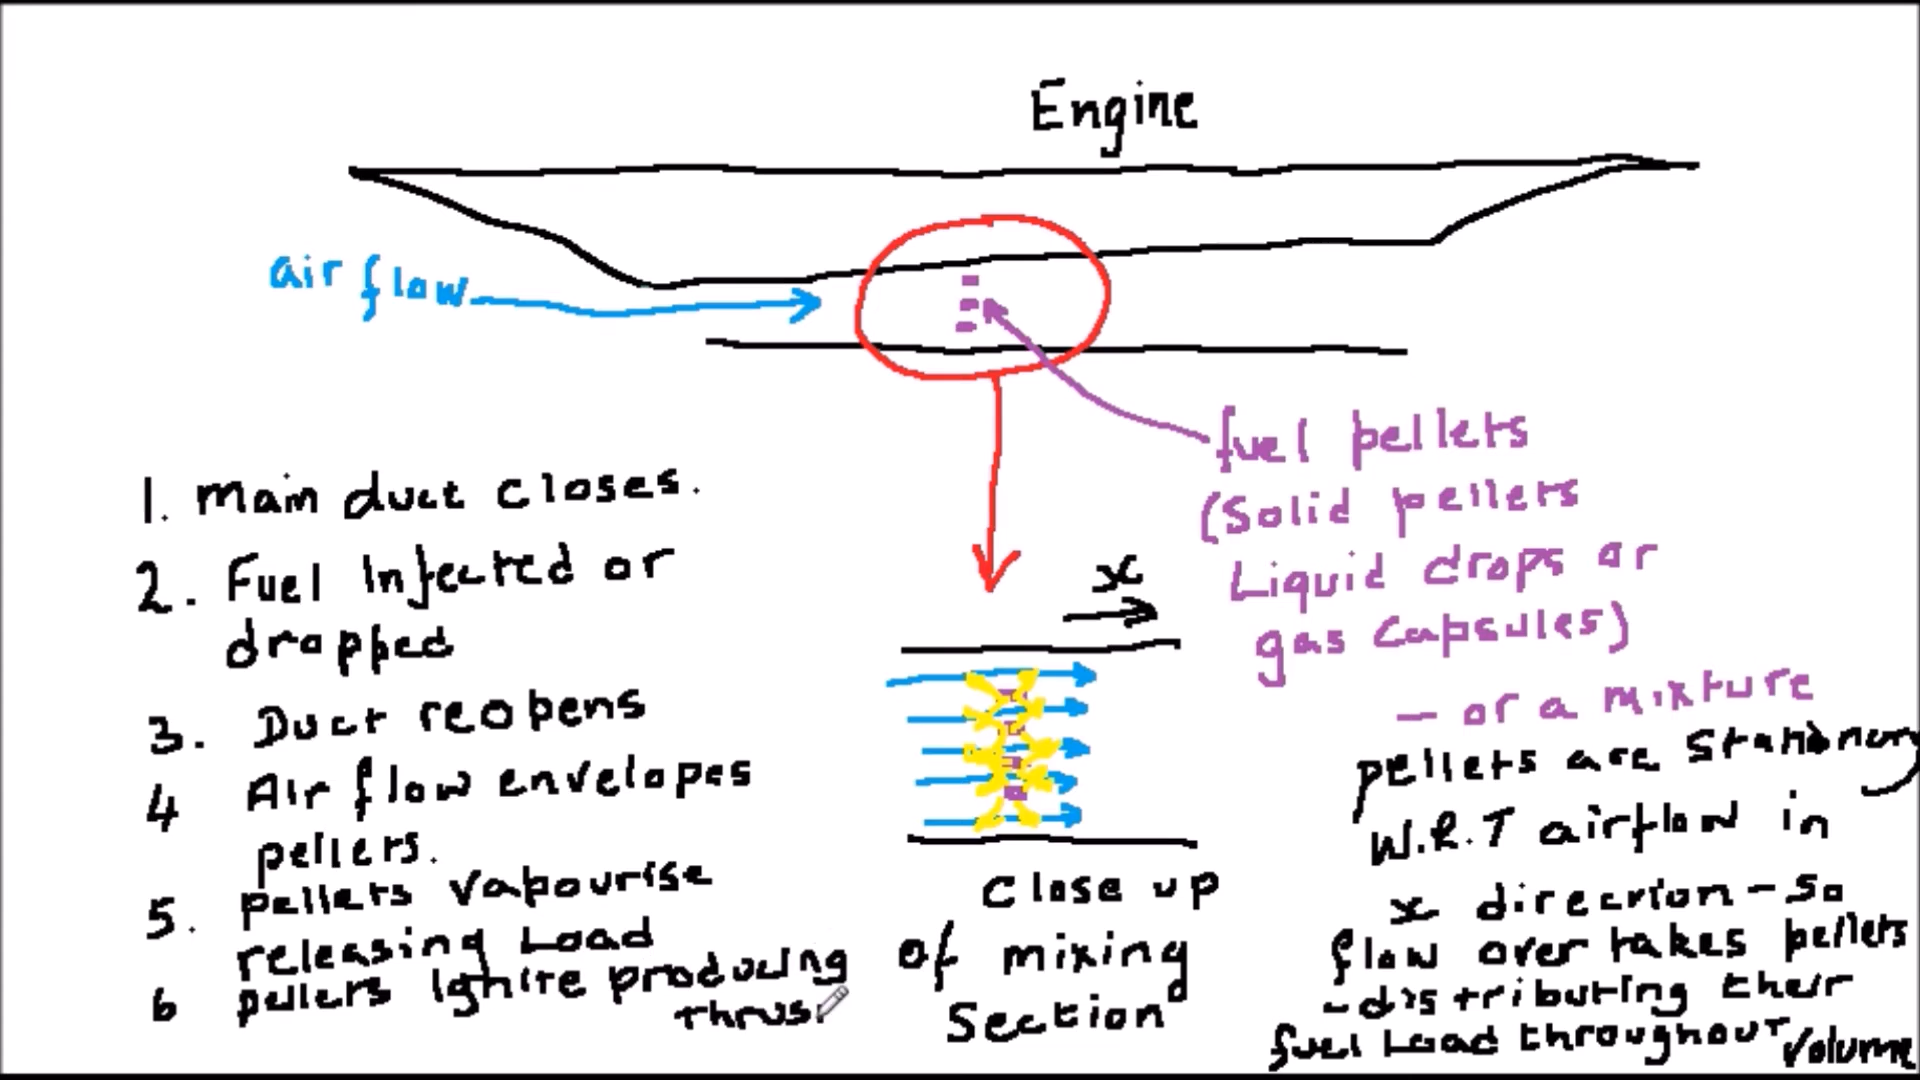 Engine
air flow
fuel pellets
(Solid pellets
Liquid drops or
gas capsules)
- or a mixture
1. Main duct closes.
2. Fuel Injected or
dropped
3. Duct reopens
4 Air flow envelopes
pellets.
5. pellets vapourise
releasing Load
6 pellets ignite producing
thrust
x
Close up
of mixing
Section
pellets are stationary
W.R.T airflow in
x direction - so
flow over takes pellets
- distributing their
fuel Load throughout volume